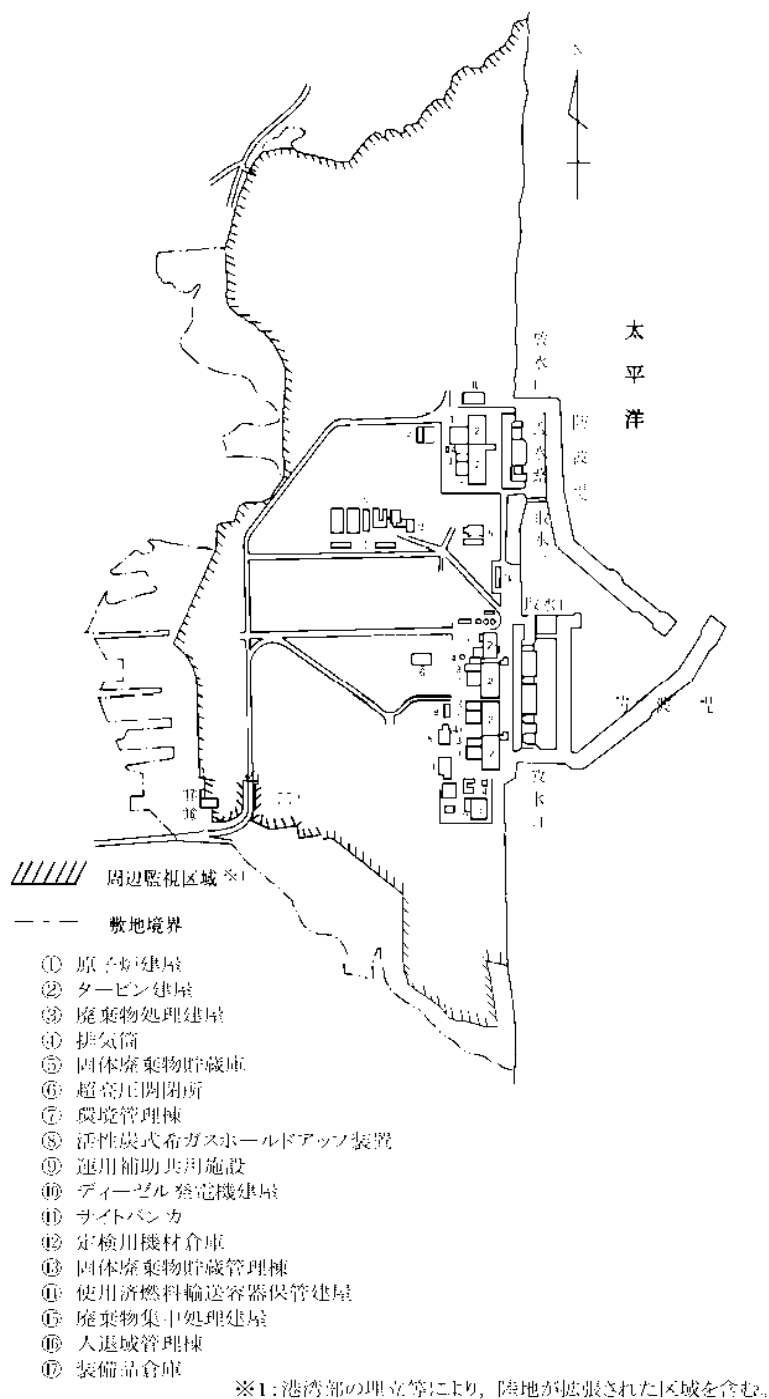 N
太平洋
放水口
防波堤
取水口
防波堤
放水口
周辺監視区域 ※1
敷地境界
① 原子炉建屋
② タービン建屋
③ 廃棄物処理建屋
④ 排気筒
⑤ 固体廃棄物貯蔵庫
⑥ 超高圧開閉所
⑦ 環境管理棟
⑧ 活性炭式希ガスホールドアップ装置
⑨ 運用補助共用施設
⑩ ディーゼル発電機建屋
⑪ サイトバンカ
⑫ 定検用機材倉庫
⑬ 固体廃棄物貯蔵管理棟
⑭ 使用済燃料輸送容器保管建屋
⑮ 廃棄物集中処理建屋
⑯ 入退域管理棟
⑰ 装備品倉庫
※1:港湾部の埋立等により,陸地が拡張された区域を含む。